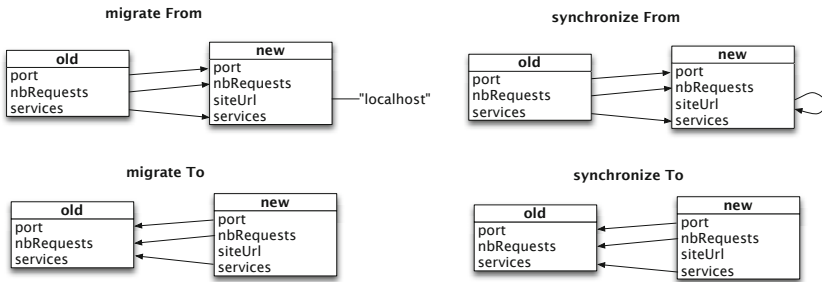 migrate From
old
port
nbRequests
services
new
port
nbRequests
siteUrl
services
"localhost"
synchronize From
old
port
nbRequests
services
new
port
nbRequests
siteUrl
services
migrate To
old
port
nbRequests
services
new
port
nbRequests
siteUrl
services
synchronize To
old
port
nbRequests
services
new
port
nbRequests
siteUrl
services